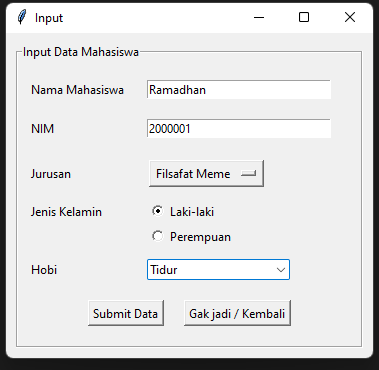 Input
Input Data Mahasiswa
Nama Mahasiswa Ramadhan
NIM 2000001
Jurusan Filsafat Meme
Jenis Kelamin Laki-laki
Perempuan
Hobi Tidur
Submit Data Gak jadi / Kembali